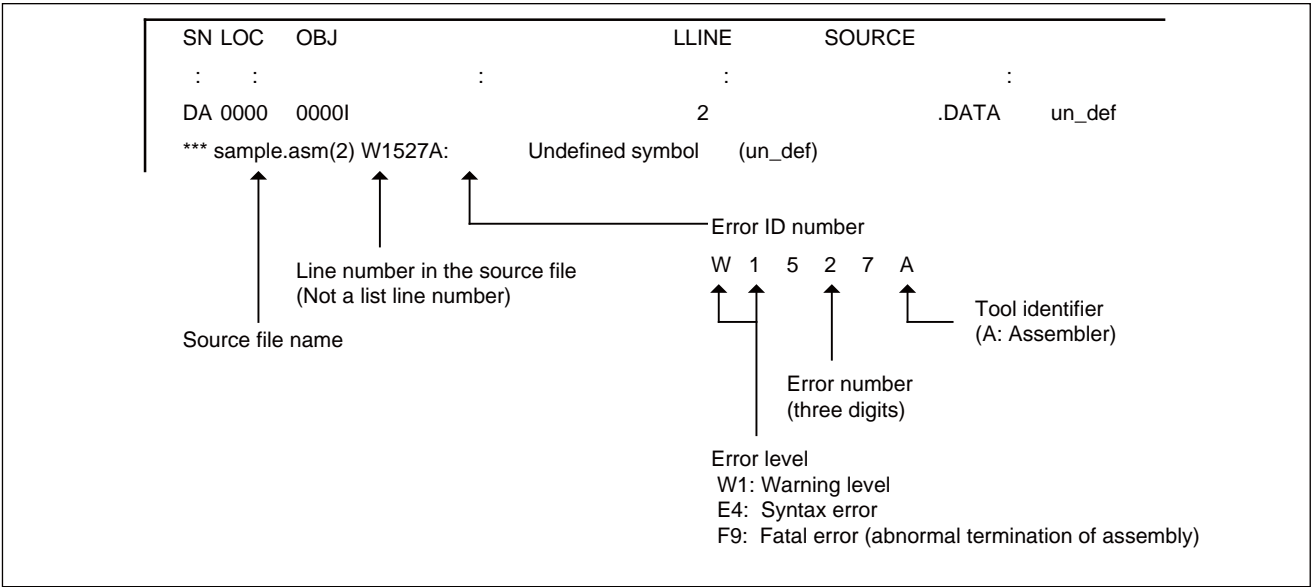 SN LOC OBJ LLINE SOURCE
: : : : :
DA 0000 0000I 2 .DATA un_def
*** sample.asm(2) W1527A: Undefined symbol (un_def)
Error ID number
W 1 5 2 7 A
Line number in the source file
(Not a list line number)
Source file name
Tool identifier
(A: Assembler)
Error number
(three digits)
Error level
W1: Warning level
E4: Syntax error
F9: Fatal error (abnormal termination of assembly)